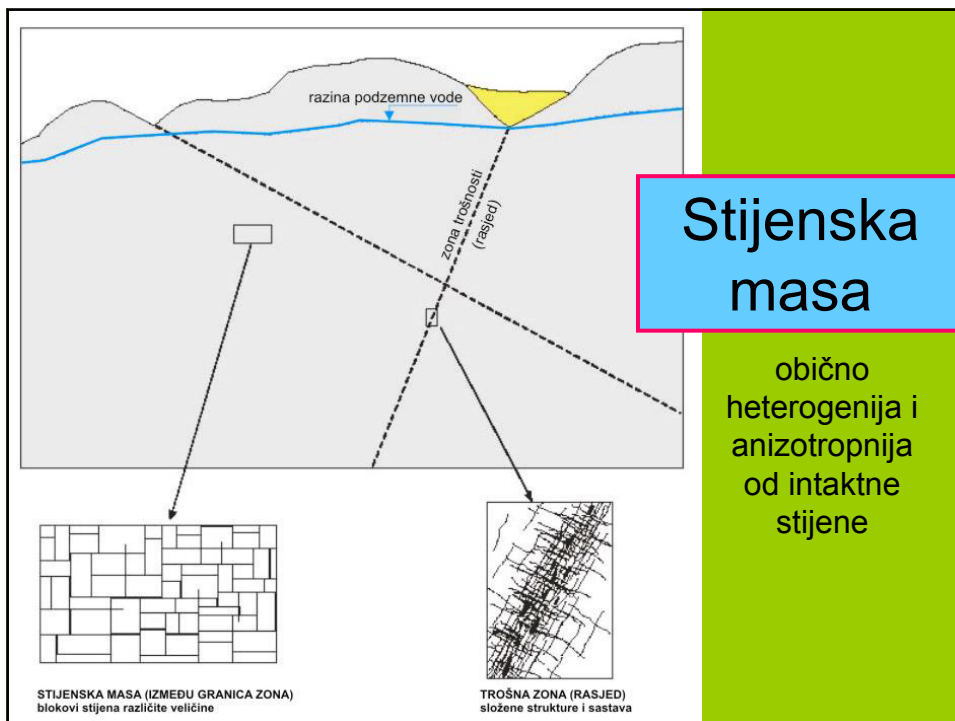 razina podzemne vode
zona trošnosti
(rasjed)
Stijenska
masa
obično
heterogenija i
anizotropnija
od intaktne
stijene
STIJENSKA MASA (IZMEĐU GRANICA ZONA)
blokovi stijena različite veličine
TROŠNA ZONA (RASJED)
složene strukture i sastava